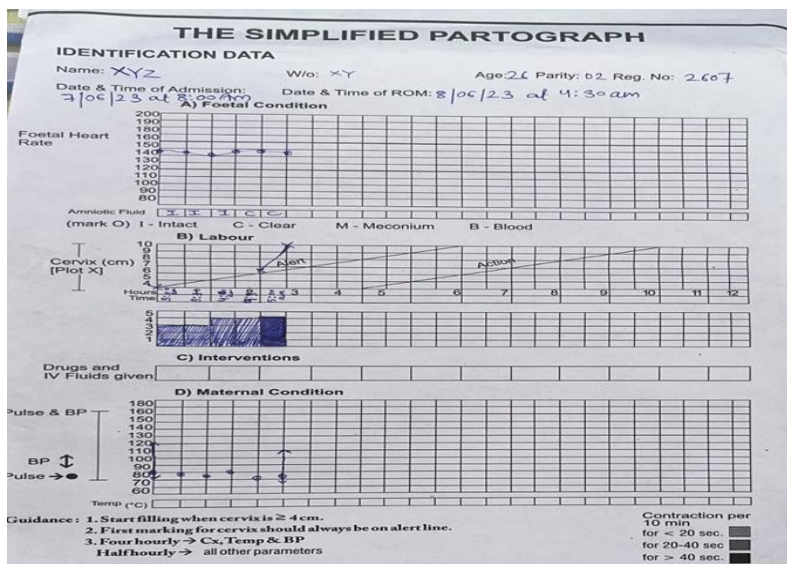 THE SIMPLIFIED PARTOGRAPH
IDENTIFICATION DATA
Name: XYZ W/o: XY Age:26 Parity: 02 Reg. No: 2607
Date & Time of Admission: Date & Time of ROM: 8/06/23 at 4:30am
7/06/23 at 8:00Am
A) Foetal Condition
Foetal Heart
Rate
200
190
180
170
160
150
140
130
120
110
100
90
80
Amniotic Fluid I I I C C
(mark O) I - Intact C - Clear M - Meconium B - Blood
B) Labour
Cervix (cm)
[Plot X]
10
9
8
7
6
5
4
Alert Action
Hours 2 3 4 5 6 7 8 9 10 11 12
Time
5
4
3
2
1
C) Interventions
Drugs and
IV Fluids given
D) Maternal Condition
Pulse & BP
180
170
160
150
140
130
120
110
100
90
80
70
60
BP
Pulse → ●
Temp (°C)
Guidance : 1. Start filling when cervix is ≥ 4 cm.
2. First marking for cervix should always be on alert line.
3. Four hourly → Cx, Temp & BP
Half hourly → all other parameters
Contraction per
10 min
for < 20 sec.
for 20-40 sec
for > 40 sec.